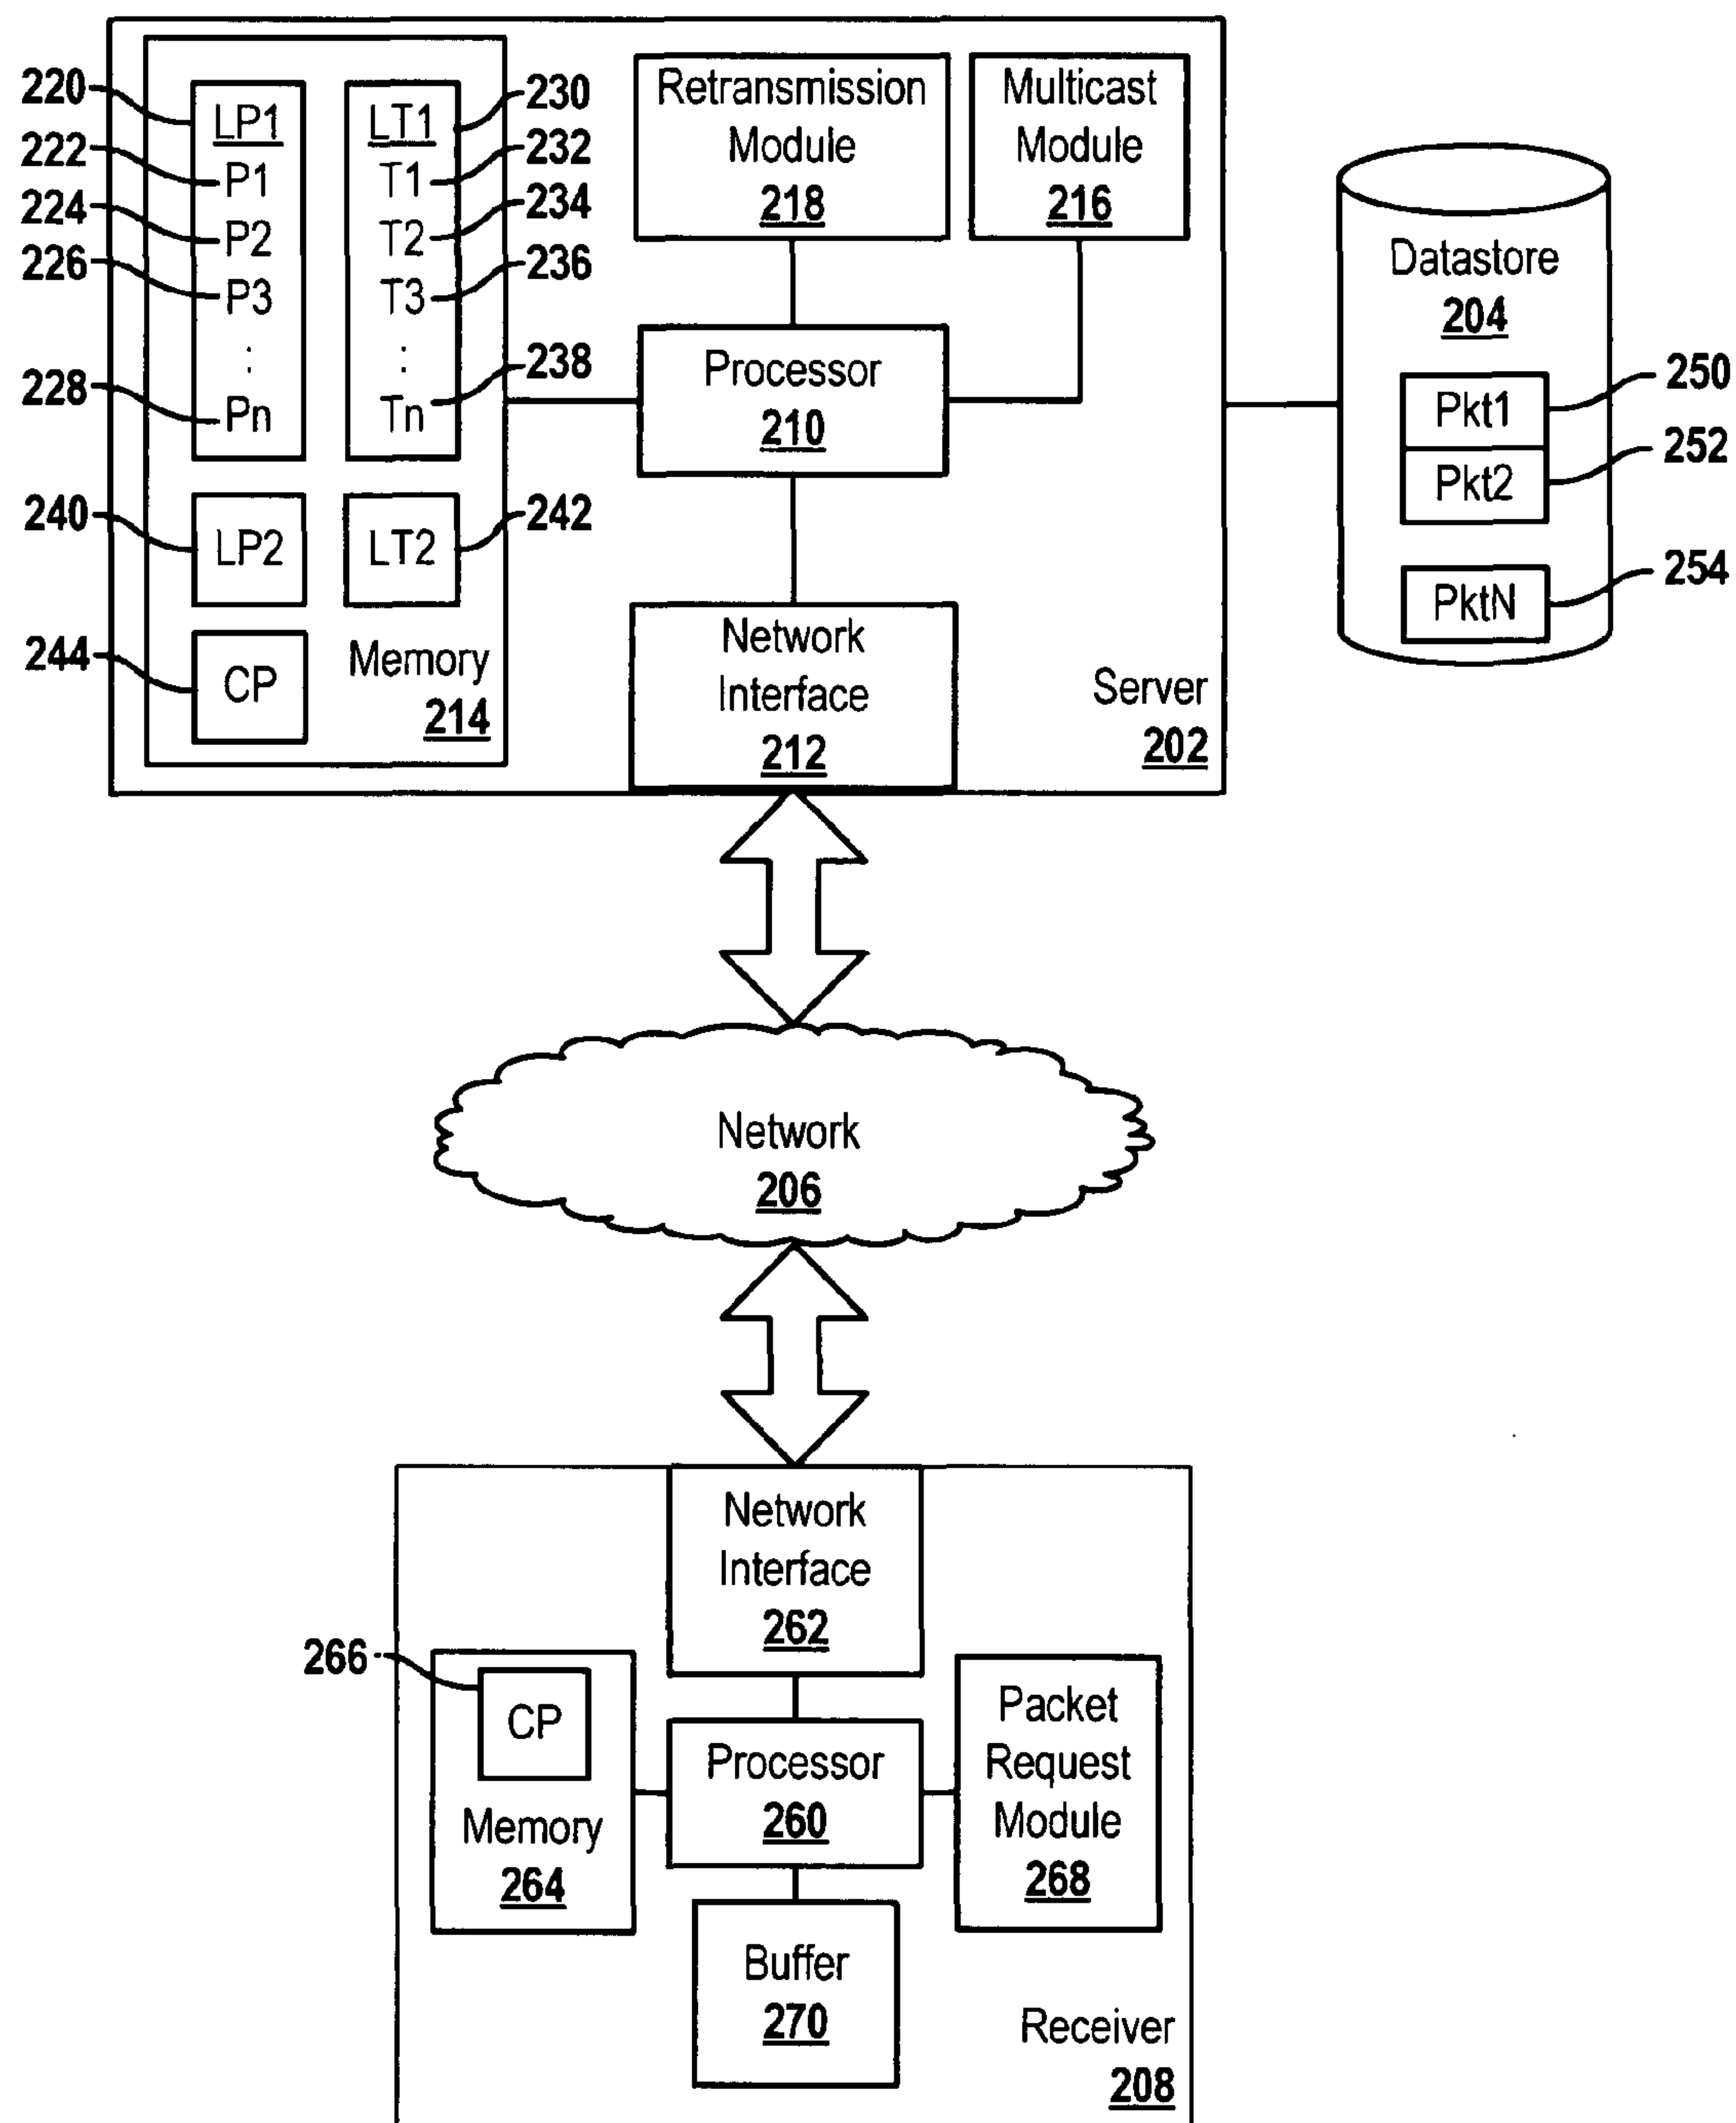 220
LP1
222
P1
224
P2
226
P3
228
Pn
LT1
230
T1
232
T2
234
T3
236
Tn
238
240
LP2
LT2
242
244
CP
Memory
214
Retransmission
Module
218
Multicast
Module
216
Processor
210
Network
Interface
212
Server
202
Datastore
204
Pkt1
250
Pkt2
252
PktN
254
Network
206
Network
Interface
262
266
CP
Memory
264
Processor
260
Packet
Request
Module
268
Buffer
270
Receiver
208